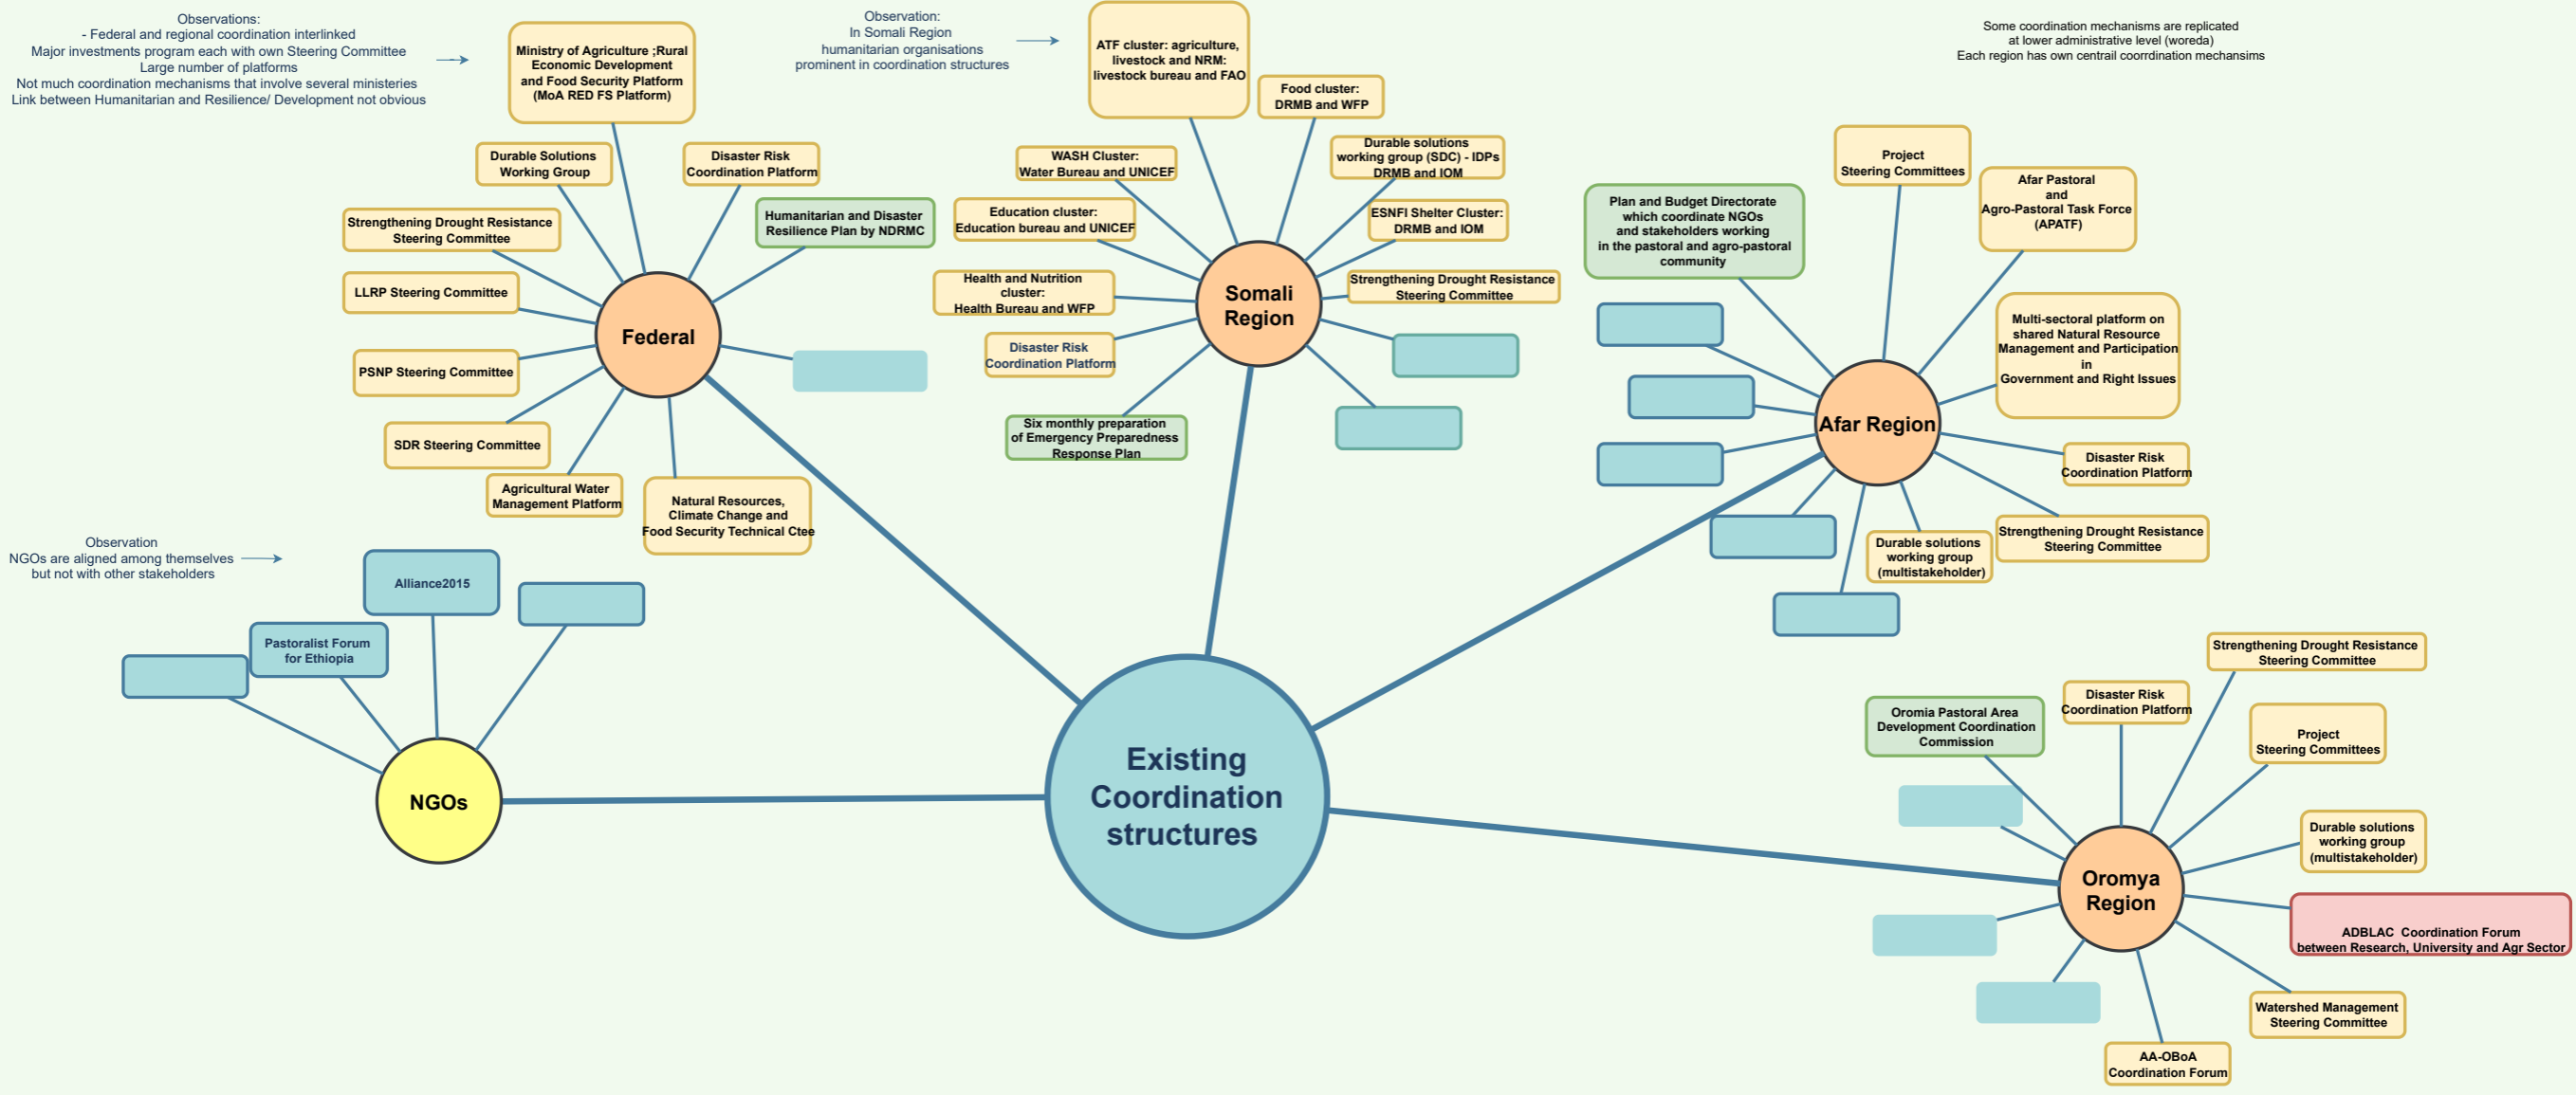 Observations:
- Federal and regional coordination interlinked
Major investments program each with own Steering Committee
Large number of platforms
Not much coordination mechanisms that involve several ministeries
Link between Humanitarian and Resilience/ Development not obvious
Ministry of Agriculture ;Rural
Economic Development
and Food Security Platform
(MoA RED FS Platform)
Durable Solutions
Working Group
Disaster Risk
Coordination Platform
Strengthening Drought Resistance
Steering Committee
Humanitarian and Disaster
Resilience Plan by NDRMC
LLRP Steering Committee
Federal
PSNP Steering Committee
SDR Steering Committee
Agricultural Water
Management Platform
Natural Resources,
Climate Change and
Food Security Technical Ctee
Observation:
In Somali Region
humanitarian organisations
prominent in coordination structures
ATF cluster: agriculture,
livestock and NRM:
livestock bureau and FAO
Food cluster:
DRMB and WFP
WASH Cluster:
Water Bureau and UNICEF
Durable solutions
working group (SDC) - IDPs
DRMB and IOM
Education cluster:
Education bureau and UNICEF
ESNFI Shelter Cluster:
DRMB and IOM
Health and Nutrition
cluster:
Health Bureau and WFP
Somali
Region
Strengthening Drought Resistance
Steering Committee
Disaster Risk
Coordination Platform
Six monthly preparation
of Emergency Preparedness
Response Plan
Some coordination mechanisms are replicated
at lower administrative level (woreda)
Each region has own centrail coorrdination mechansims
Project
Steering Committees
Afar Pastoral
and
Agro-Pastoral Task Force
(APATF)
Plan and Budget Directorate
which coordinate NGOs
and stakeholders working
in the pastoral and agro-pastoral
community
Multi-sectoral platform on
shared Natural Resource
Management and Participation
in
Government and Right Issues
Afar Region
Disaster Risk
Coordination Platform
Strengthening Drought Resistance
Steering Committee
Durable solutions
working group
(multistakeholder)
Observation
NGOs are aligned among themselves
but not with other stakeholders
Alliance2015
Pastoralist Forum
for Ethiopia
NGOs
Existing
Coordination
structures
Strengthening Drought Resistance
Steering Committee
Disaster Risk
Coordination Platform
Oromia Pastoral Area
Development Coordination
Commission
Project
Steering Committees
Durable solutions
working group
(multistakeholder)
Oromya
Region
ADBLAC Coordination Forum
between Research, University and Agr Sector
Watershed Management
Steering Committee
AA-OBoA
Coordination Forum